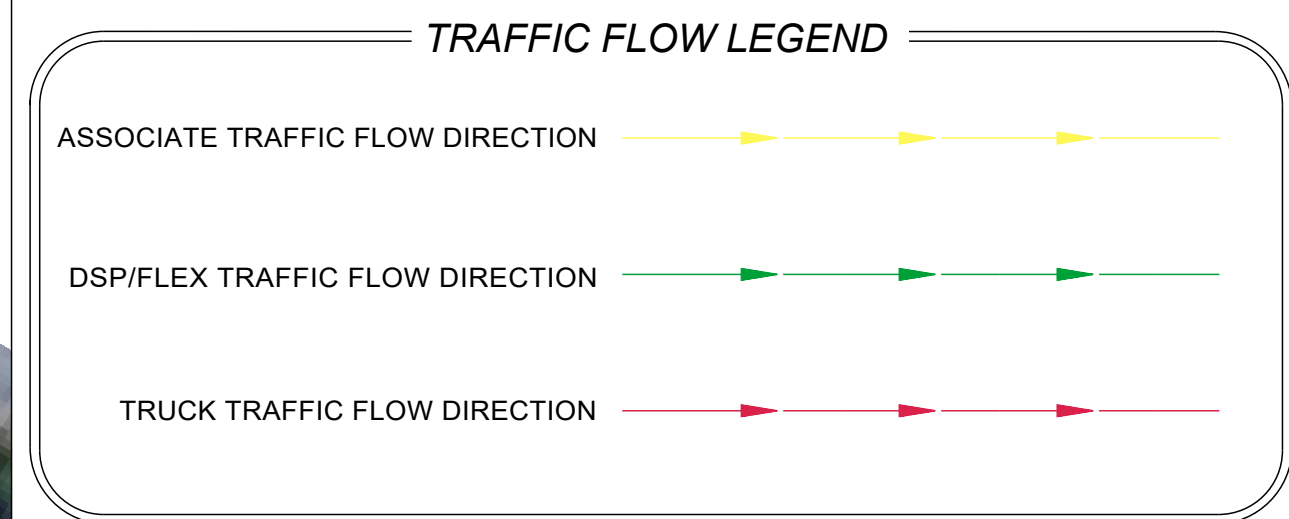 TRAFFIC FLOW LEGEND
ASSOCIATE TRAFFIC FLOW DIRECTION
DSP/FLEX TRAFFIC FLOW DIRECTION
TRUCK TRAFFIC FLOW DIRECTION